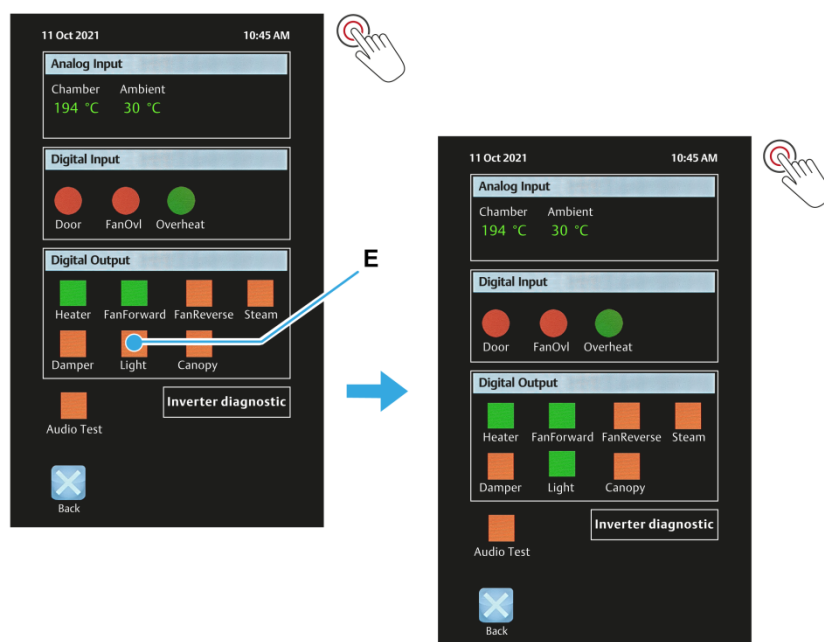 11 Oct 2021 10:45 AM
Analog Input
Chamber Ambient
194 °C 30 °C
Digital Input
Door FanOvl Overheat
Digital Output
Heater FanForward FanReverse Steam
Damper Light Canopy
Audio Test
Inverter diagnostic
Back
E
11 Oct 2021 10:45 AM
Analog Input
Chamber Ambient
194 °C 30 °C
Digital Input
Door FanOvl Overheat
Digital Output
Heater FanForward FanReverse Steam
Damper Light Canopy
Inverter diagnostic
Audio Test
Back